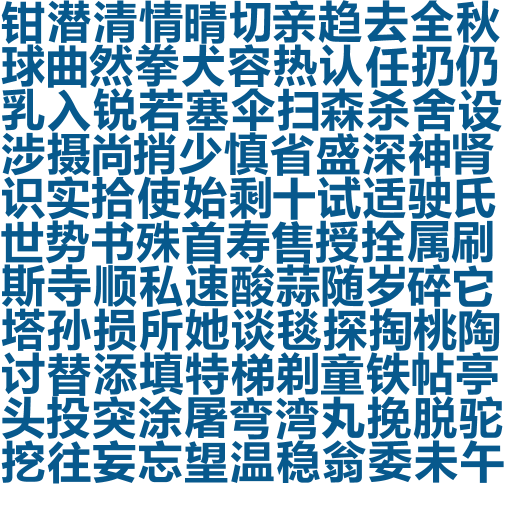 钳潜清情晴切亲趋去全秋
球曲然拳犬容热认任扔仍
乳入锐若塞伞扫森杀舍设
涉摄尚捎少慎省盛深神肾
识实拾使始剩十试适驶氏
世势书殊首寿售授拴属刷
斯寺顺私速酸蒜随岁碎它
塔孙损所她谈毯探掏桃陶
讨替添填特梯剃童铁帖亭
头投突涂屠弯湾丸挽脱驼
挖往妄忘望温稳翁委未午